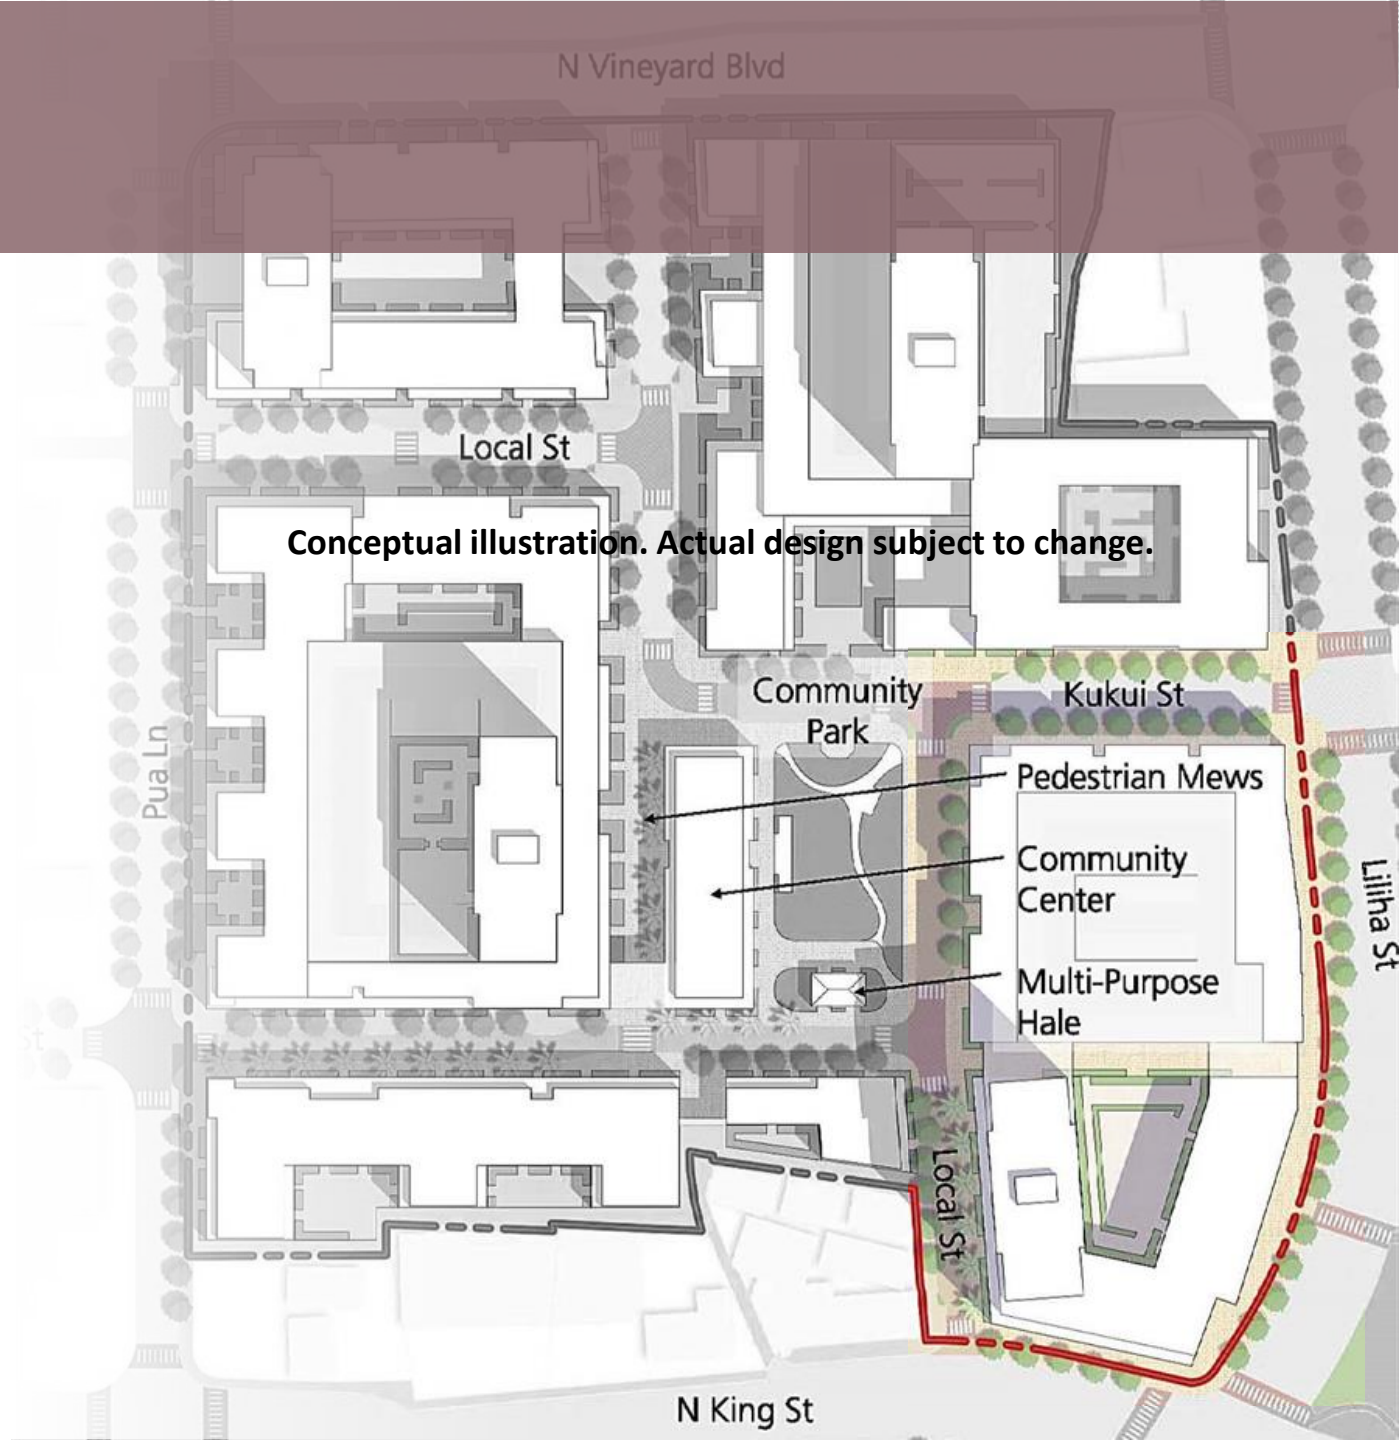 N Vineyard Blvd
Local St
Conceptual illustration. Actual design subject to change.
Community
Park
Kukui St
Pua Ln
Pedestrian Mews
Community
Center
Liliha St
Multi-Purpose
Hale
Local St
N King St